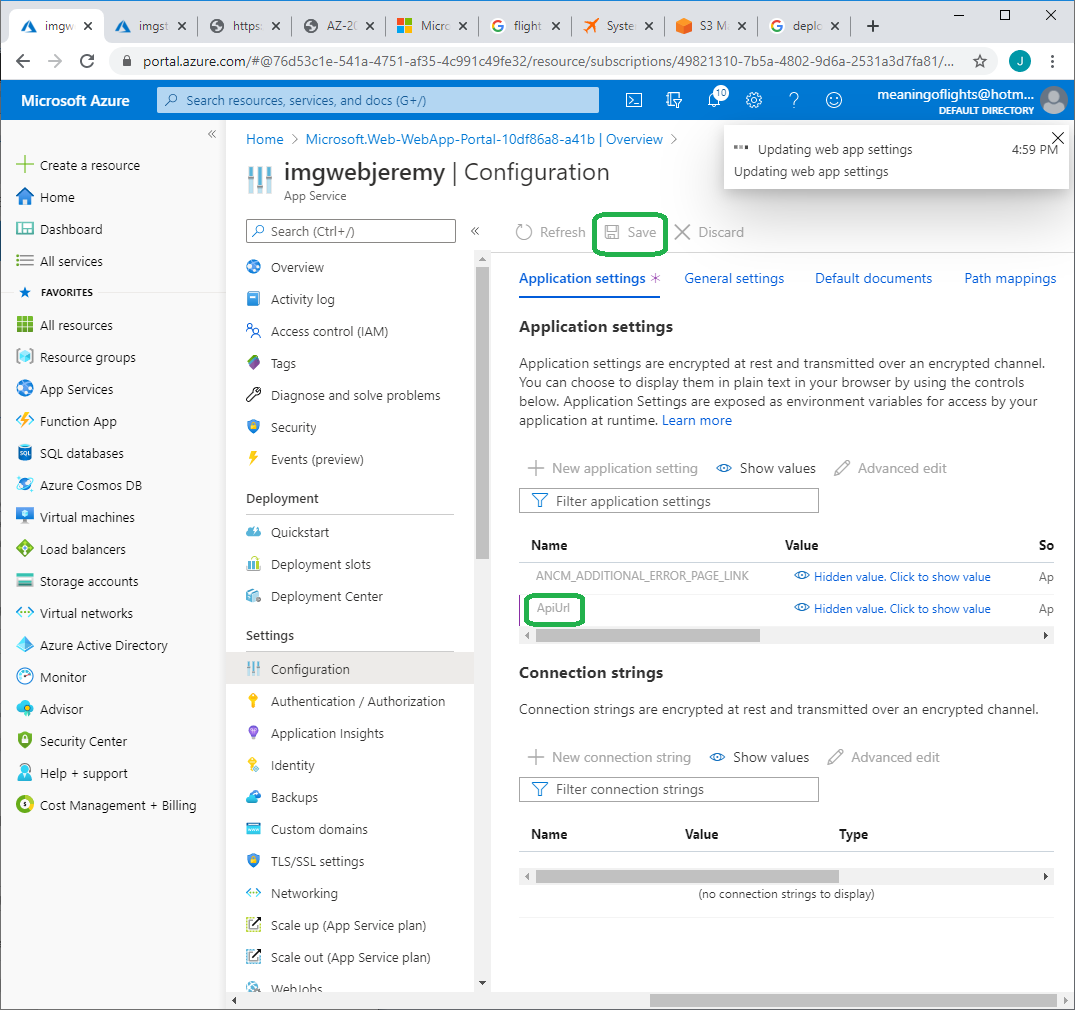 imgw
imgst
https:
AZ-20
Micro
flight
Syste
S3 Ma
deplo
portal.azure.com/#@76d53c1e-541a-4751-af35-4c991c49fe32/resource/subscriptions/49821310-7b5a-4802-9d6a-2531a3d7fa81/...
J
Microsoft Azure
Search resources, services, and docs (G+/)
10
meaningoflights@hotm...
DEFAULT DIRECTORY
Home > Microsoft.Web-WebApp-Portal-10df86a8-a41b | Overview >
Updating web app settings
4:59 PM
Updating web app settings
imgwebjeremy | Configuration
App Service
Create a resource
Home
Dashboard
All services
FAVORITES
All resources
Resource groups
App Services
Function App
SQL databases
Azure Cosmos DB
Virtual machines
Load balancers
Storage accounts
Virtual networks
Azure Active Directory
Monitor
Advisor
Security Center
Help + support
Cost Management + Billing
Search (Ctrl+/)
Overview
Activity log
Access control (IAM)
Tags
Diagnose and solve problems
Security
Events (preview)
Deployment
Quickstart
Deployment slots
Deployment Center
Settings
Configuration
Authentication / Authorization
Application Insights
Identity
Backups
Custom domains
TLS/SSL settings
Networking
Scale up (App Service plan)
Scale out (App Service plan)
WebJobs
Refresh
Save
Discard
Application settings *
General settings
Default documents
Path mappings
Application settings
Application settings are encrypted at rest and transmitted over an encrypted channel.
You can choose to display them in plain text in your browser by using the controls
below. Application Settings are exposed as environment variables for access by your
application at runtime. Learn more
New application setting
Show values
Advanced edit
Filter application settings
Name
Value
So
ANCM_ADDITIONAL_ERROR_PAGE_LINK
Hidden value. Click to show value
Ap
ApiUrl
Hidden value. Click to show value
Ap
Connection strings
Connection strings are encrypted at rest and transmitted over an encrypted channel.
New connection string
Show values
Advanced edit
Filter connection strings
Name
Value
Type
(no connection strings to display)